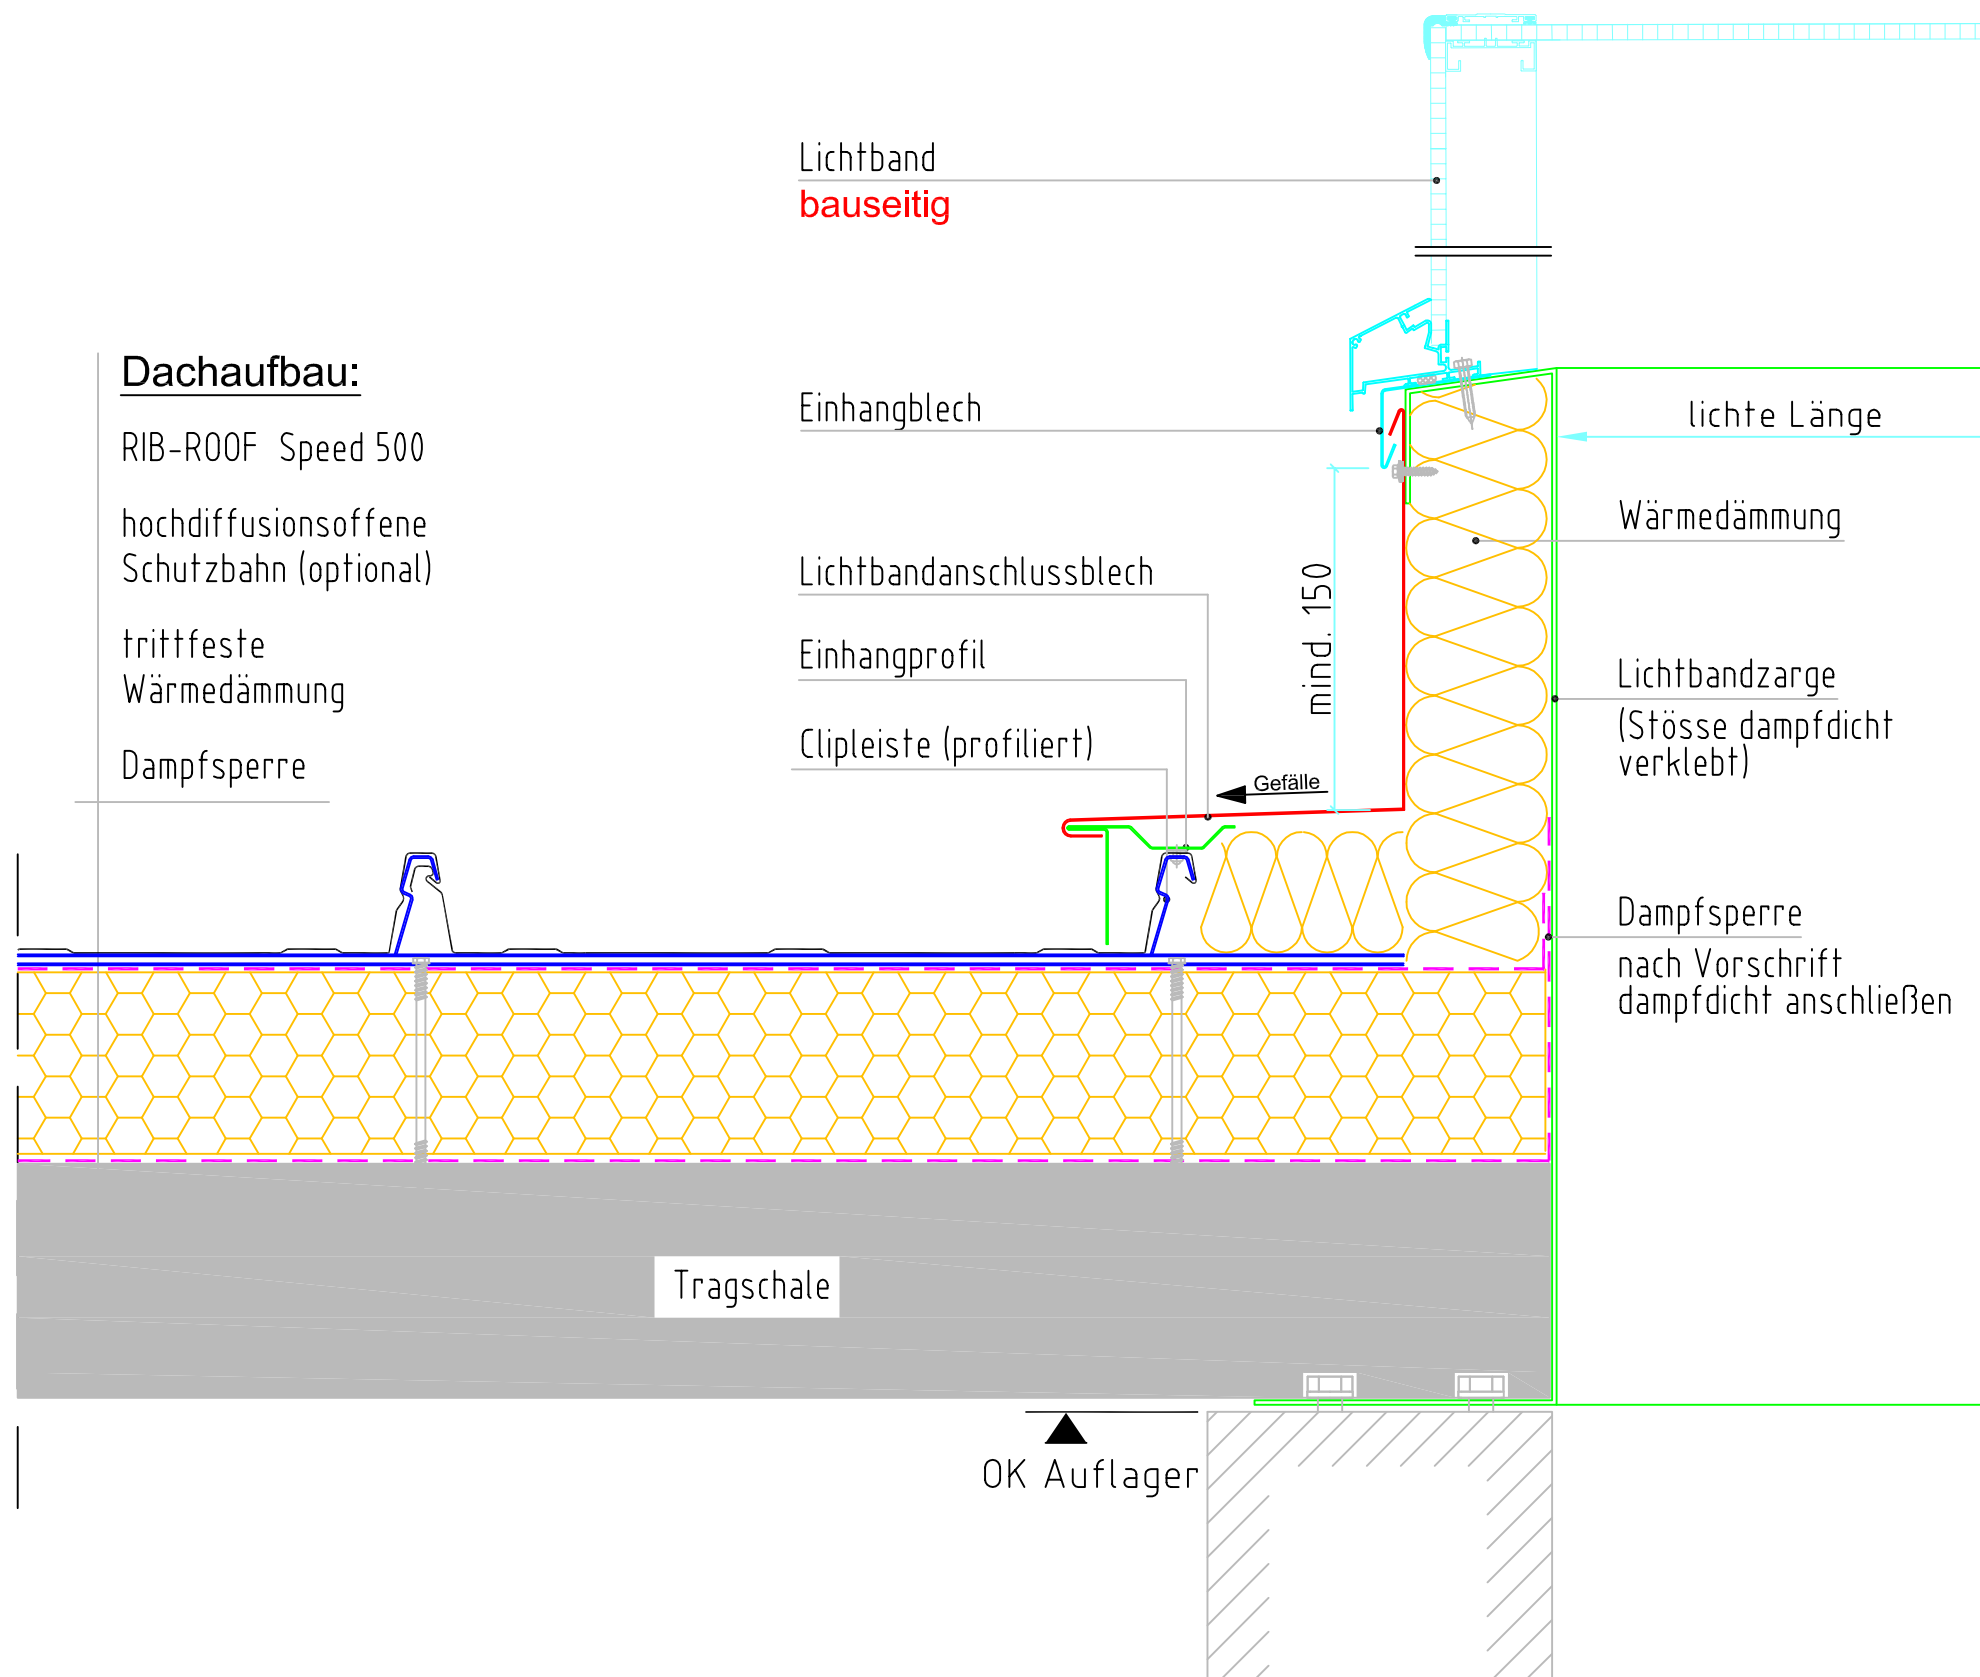 Lichtband
bauseitig
Dachaufbau:
RIB-ROOF Speed 500
hochdiffusionsoffene
Schutzbahn (optional)
trittfeste
Wärmedämmung
Dampfsperre
Einhangblech
Lichtbandanschlussblech
Einhangprofil
Clipleiste (profiliert)
Gefälle
mind. 150
lichte Länge
Wärmedämmung
Lichtbandzarge
(Stösse dampfdicht
verklebt)
Dampfsperre
nach Vorschrift
dampfdicht anschließen
Tragschale
OK Auflager